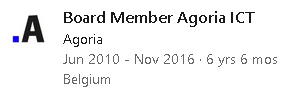 .A
Board Member Agoria ICT
Agoria
Jun 2010 - Nov 2016 · 6 yrs 6 mos
Belgium